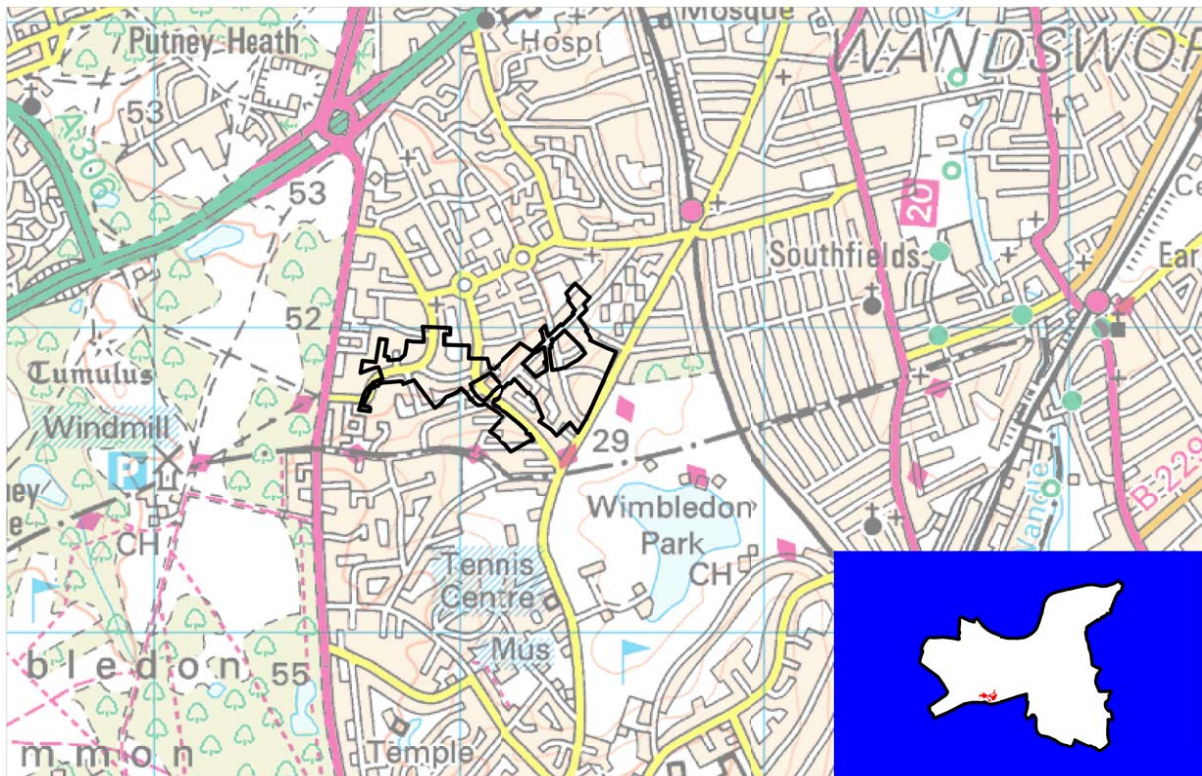 Putney Heath
Hospl
Mosque
WANDSWOR
53
A306
53
20
Southfields
Ear
52
Tumulus
Windmill
P
29
ney
e
CH
Wimbledon
Park
CH
Wandle
B 229
Tennis
Centre
Mus
bledon
55
mmon
Temple